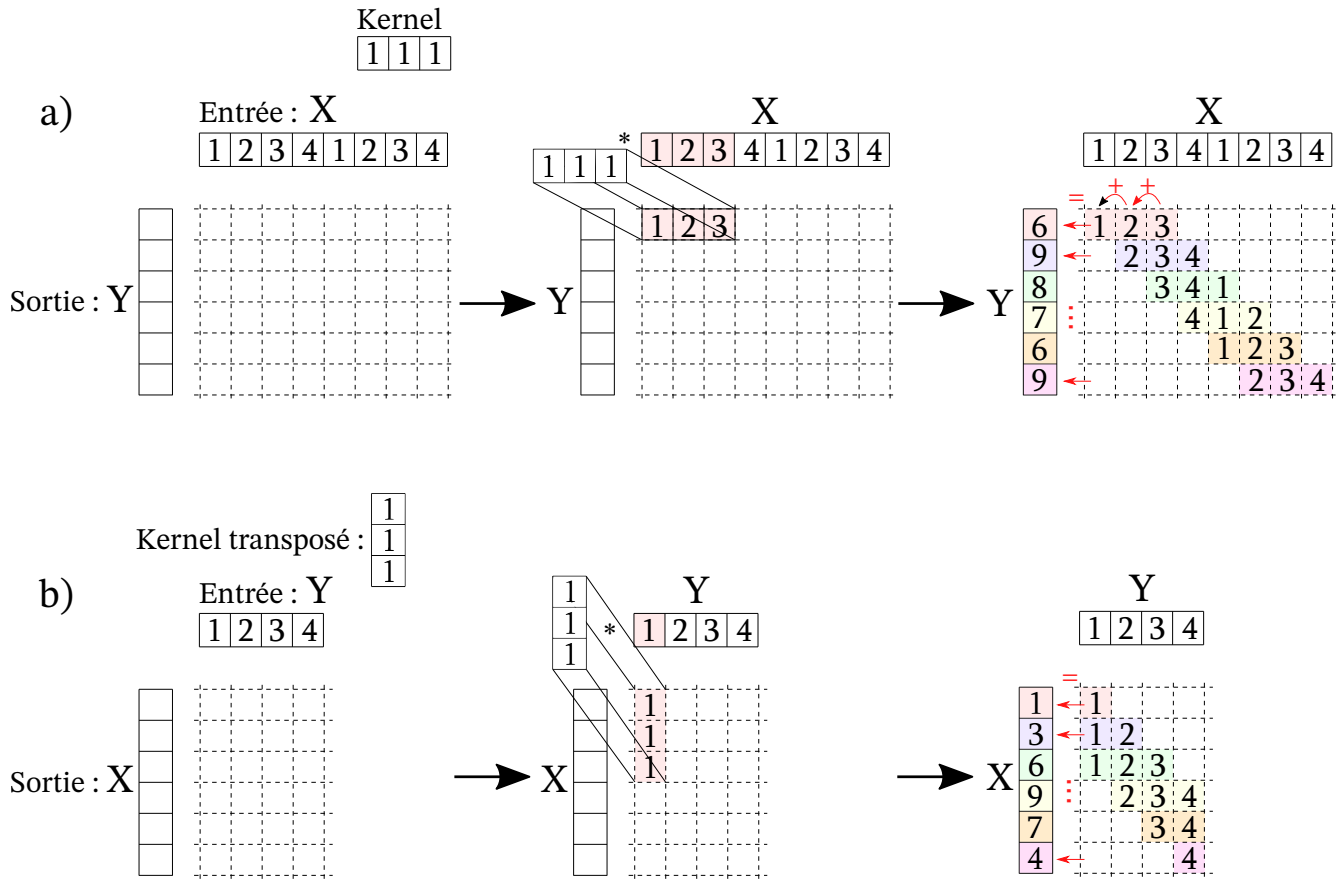 Kernel
1 1 1
a)
Entrée : X
1 2 3 4 1 2 3 4
Sortie : Y
X
*
1 2 3 4 1 2 3 4
1 1 1
1 2 3
Y
X
1 2 3 4 1 2 3 4
= + +
6 1 2 3
9 2 3 4
8 3 4 1
Y
7 ⋮ 4 1 2
6 1 2 3
9 2 3 4
Kernel transposé :
1
1
1
b)
Entrée : Y
1 2 3 4
Sortie : X
1
1
1
*
Y
1 2 3 4
1
1
1
X
Y
1 2 3 4
=
1 1
3 1 2
6 1 2 3
X
9 ⋮ 2 3 4
7 3 4
4 4